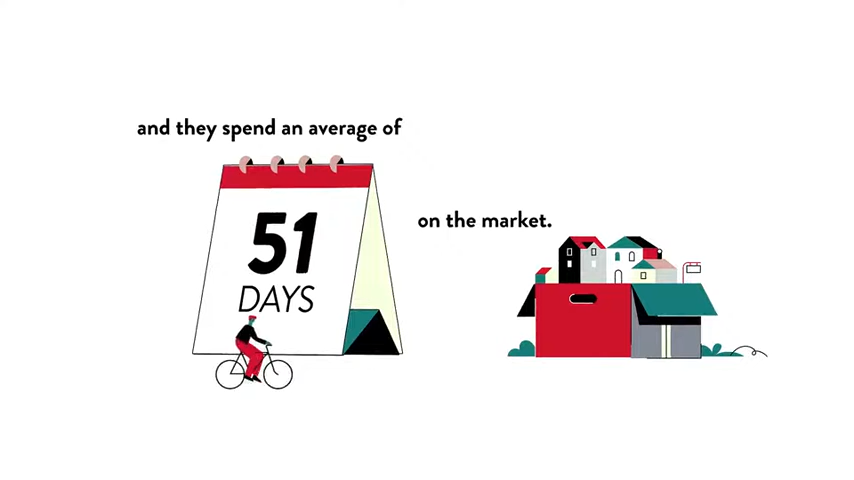 and they spend an average of
51
DAYS
on the market.